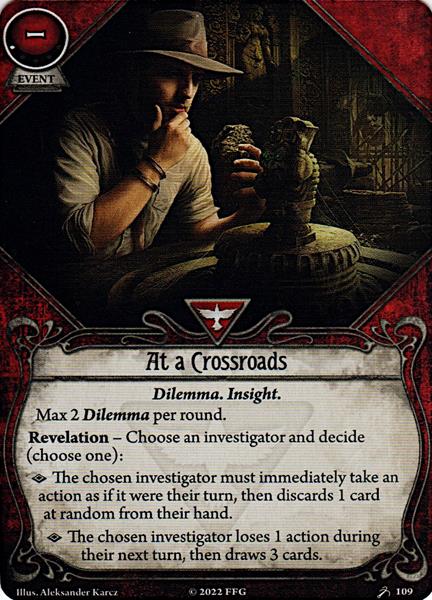 –
EVENT
At a Crossroads
Dilemma. Insight.
Max 2 Dilemma per round.
Revelation – Choose an investigator and decide
(choose one):
The chosen investigator must immediately take an
action as if it were their turn, then discards 1 card
at random from their hand.
The chosen investigator loses 1 action during
their next turn, then draws 3 cards.
Illus. Aleksander Karcz © 2022 FFG 109